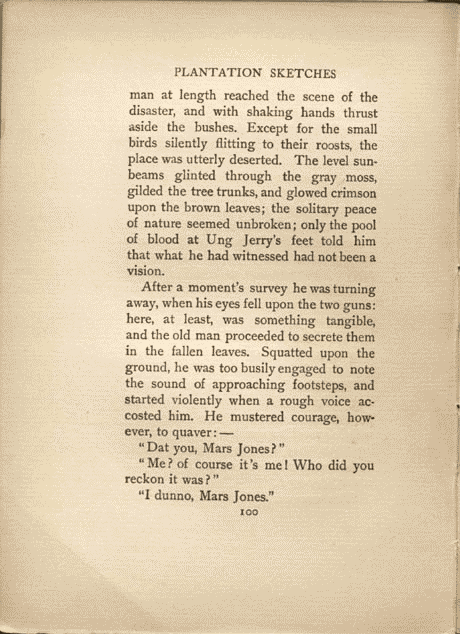 PLANTATION SKETCHES
man at length reached the scene of the
disaster, and with shaking hands thrust
aside the bushes. Except for the small
birds silently flitting to their roosts, the
place was utterly deserted. The level sun-
beams glinted through the gray moss,
gilded the tree trunks, and glowed crimson
upon the brown leaves; the solitary peace
of nature seemed unbroken; only the pool
of blood at Ung Jerry's feet told him
that what he had witnessed had not been a
vision.
After a moment's survey he was turning
away, when his eyes fell upon the two guns:
here, at least, was something tangible,
and the old man proceeded to secrete them
in the fallen leaves. Squatted upon the
ground, he was too busily engaged to note
the sound of approaching footsteps, and
started violently when a rough voice ac-
costed him. He mustered courage, how-
ever, to quaver: —
"Dat you, Mars Jones?"
"Me? of course it's me! Who did you
reckon it was?"
"I dunno, Mars Jones."
100